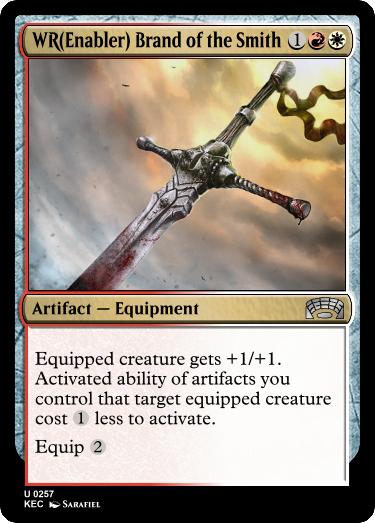 WR(Enabler) Brand of the Smith 1
Artifact — Equipment
Equipped creature gets +1/+1.
Activated ability of artifacts you
control that target equipped creature
cost 1 less to activate.
Equip 2
U 0257
KEC Sarafiel